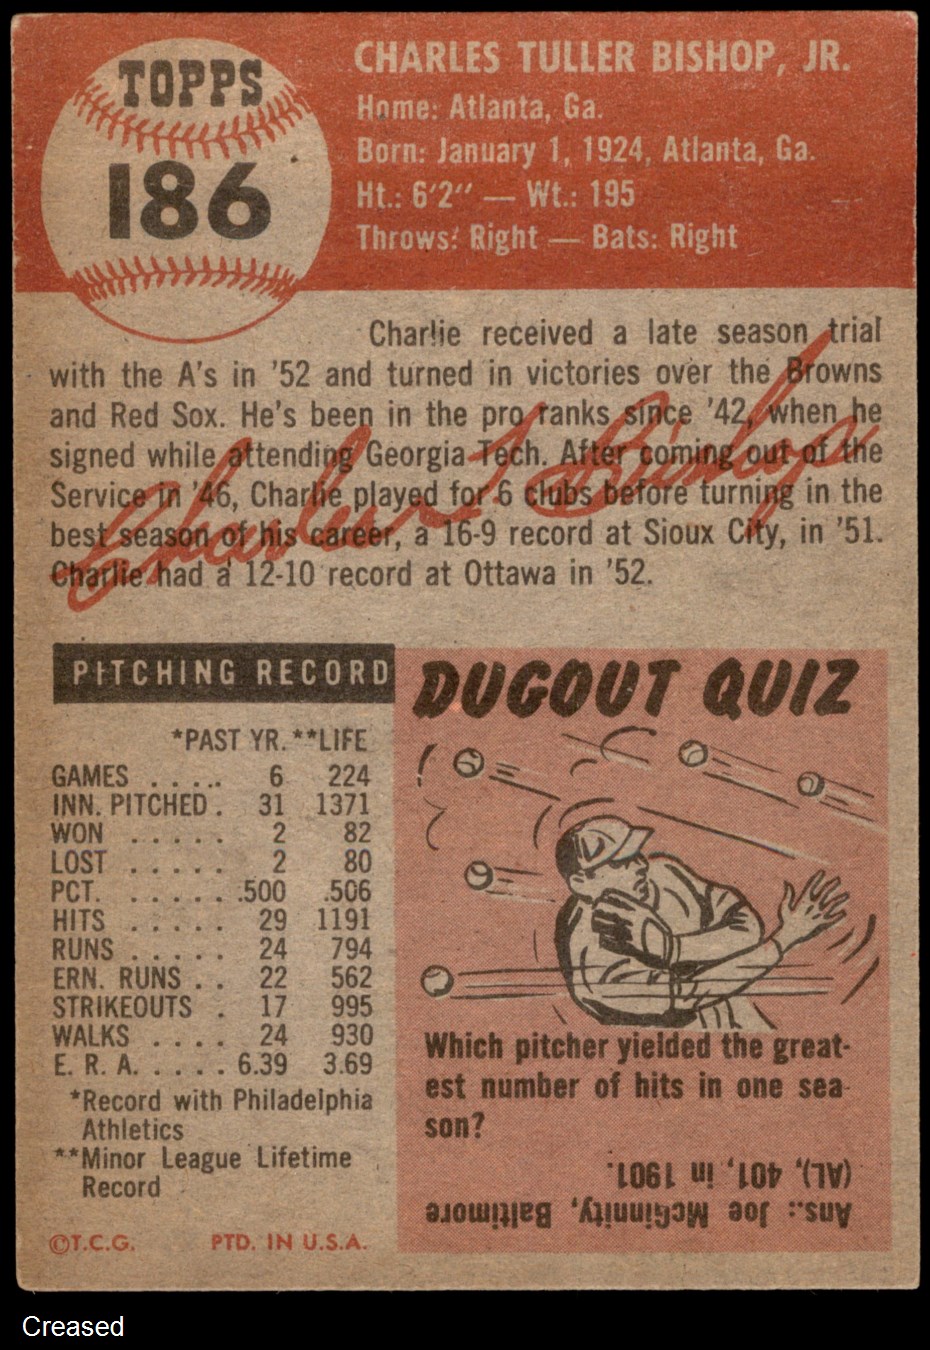 TOPPS
186
CHARLES TULLER BISHOP, JR.
Home: Atlanta, Ga.
Born: January 1, 1924, Atlanta, Ga.
Ht.: 6'2" — Wt.: 195
Throws: Right — Bats: Right
Charlie received a late season trial
with the A's in '52 and turned in victories over the Browns
and Red Sox. He's been in the pro ranks since '42, when he
signed while attending Georgia Tech. After coming out of the
Service in '46, Charlie played for 6 clubs before turning in the
best season of his career, a 16-9 record at Sioux City, in '51.
Charlie had a 12-10 record at Ottawa in '52.
Charles T. Bishop
PITCHING RECORD
*PAST YR. **LIFE
GAMES . . . . . 6 224
INN. PITCHED . 31 1371
WON . . . . . 2 82
LOST . . . . . 2 80
PCT. . . . . . .500 .506
HITS . . . . . 29 1191
RUNS . . . . . 24 794
ERN. RUNS . . 22 562
STRIKEOUTS . 17 995
WALKS . . . . 24 930
E. R. A. . . . . 6.39 3.69
*Record with Philadelphia
Athletics
**Minor League Lifetime
Record
©T.C.G. PTD. IN U.S.A.
DUGOUT QUIZ
Which pitcher yielded the great-
est number of hits in one sea-
son?
Ans.: Joe McGinnity, Baltimore
(AL), 401, in 1901.
Creased